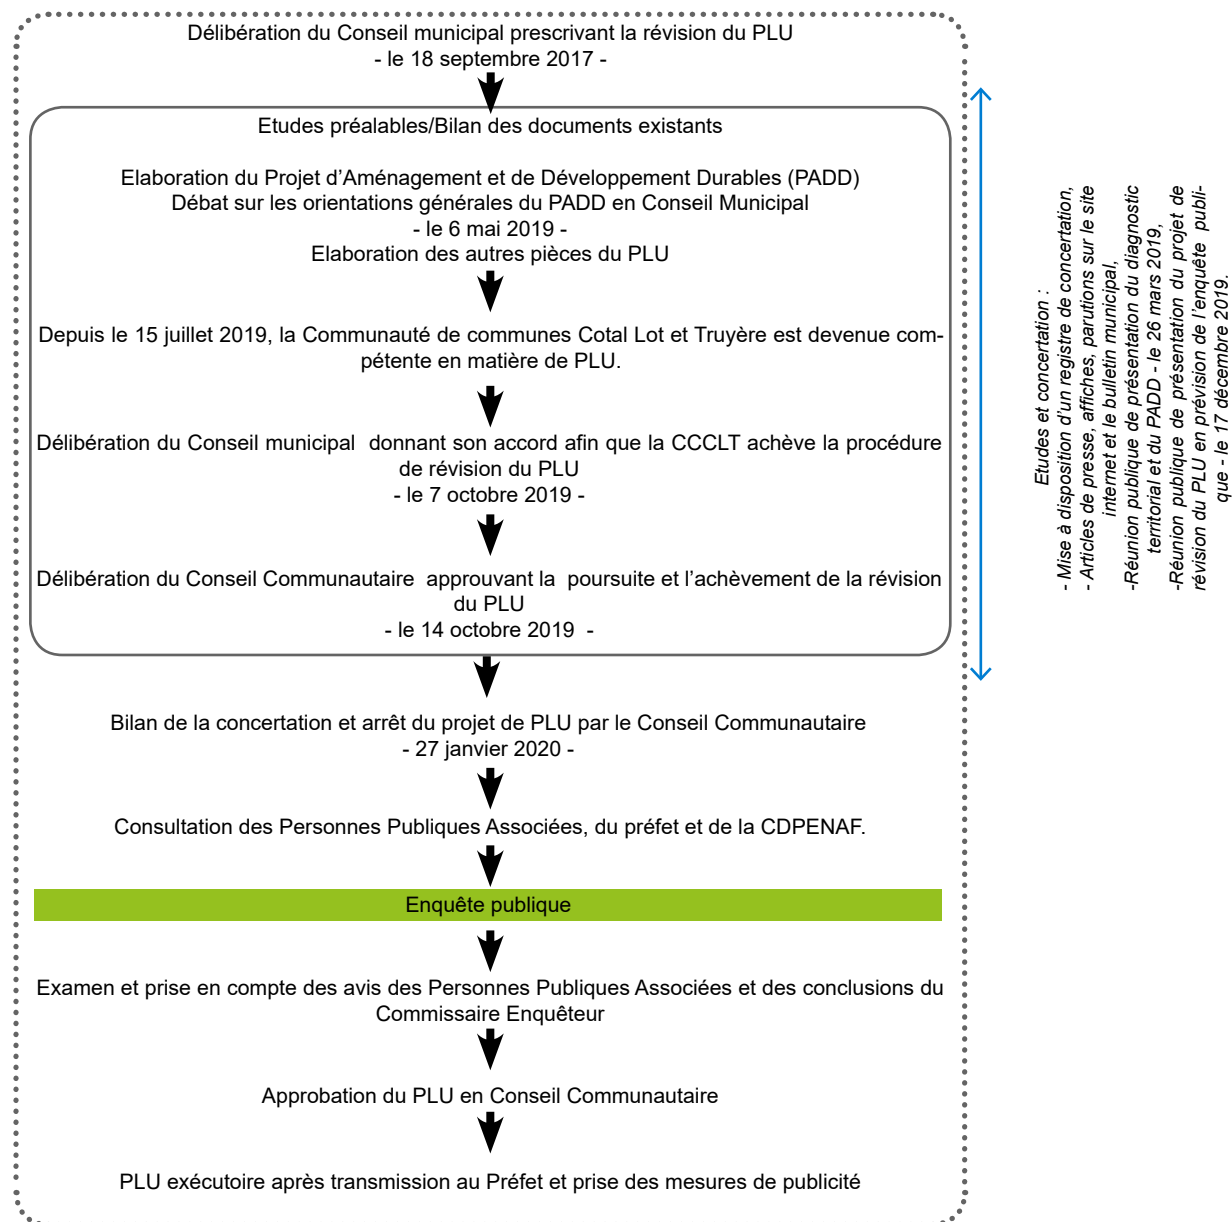 Délibération du Conseil municipal prescrivant la révision du PLU
- le 18 septembre 2017 -
Etudes préalables/Bilan des documents existants
Elaboration du Projet d'Aménagement et de Développement Durables (PADD)
Débat sur les orientations générales du PADD en Conseil Municipal
- le 6 mai 2019 -
Elaboration des autres pièces du PLU
Depuis le 15 juillet 2019, la Communauté de communes Cotal Lot et Truyère est devenue com-
pétente en matière de PLU.
Délibération du Conseil municipal donnant son accord afin que la CCCLT achève la procédure
de révision du PLU
- le 7 octobre 2019 -
Délibération du Conseil Communautaire approuvant la poursuite et l'achèvement de la révision
du PLU
- le 14 octobre 2019 -
Bilan de la concertation et arrêt du projet de PLU par le Conseil Communautaire
- 27 janvier 2020 -
Consultation des Personnes Publiques Associées, du préfet et de la CDPENAF.
Enquête publique
Examen et prise en compte des avis des Personnes Publiques Associées et des conclusions du
Commissaire Enquêteur
Approbation du PLU en Conseil Communautaire
PLU exécutoire après transmission au Préfet et prise des mesures de publicité
Etudes et concertation :
- Mise à disposition d'un registre de concertation,
- Articles de presse, affiches, parutions sur le site
internet et le bulletin municipal,
-Réunion publique de présentation du diagnostic
territorial et du PADD - le 26 mars 2019,
-Réunion publique de présentation du projet de
révision du PLU en prévision de l'enquête publi-
que - le 17 décembre 2019.